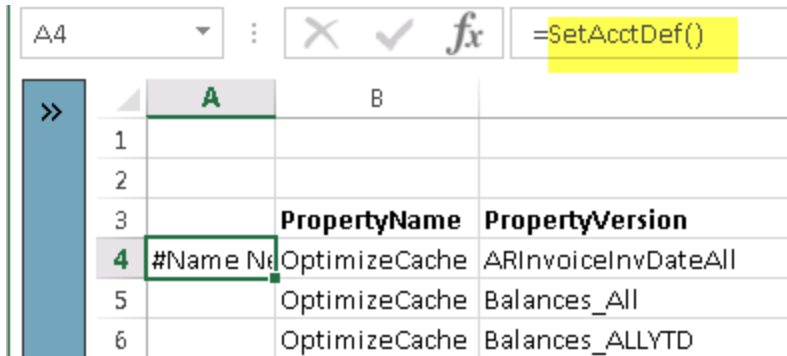 A4 fx =SetAcctDef()
A B
1
2
3 PropertyName PropertyVersion
4 #Name Ne OptimizeCache ARInvoiceInvDateAll
5 OptimizeCache Balances_All
6 OptimizeCache Balances_ALLYTD